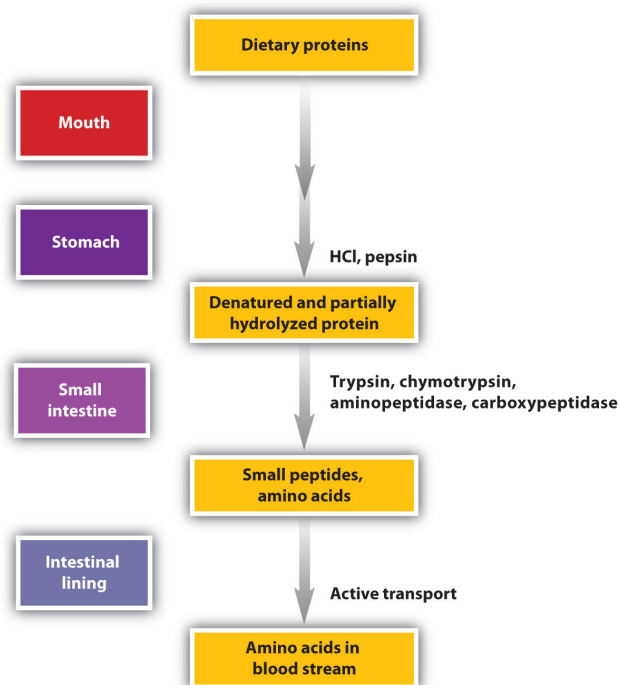 Dietary proteins
Mouth
Stomach
HCl, pepsin
Denatured and partially
hydrolyzed protein
Small
intestine
Trypsin, chymotrypsin,
aminopeptidase, carboxypeptidase
Small peptides,
amino acids
Intestinal
lining
Active transport
Amino acids in
blood stream